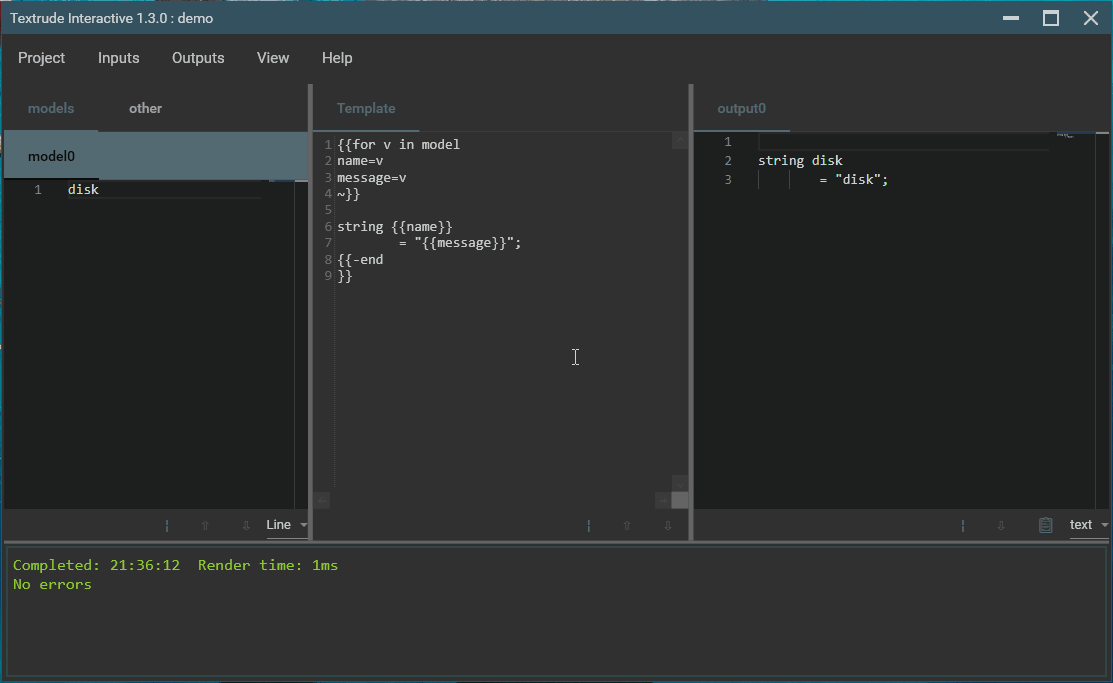 Textrude Interactive 1.3.0 : demo
Project Inputs Outputs View Help
models other
model0
1 disk
Line
Template
1 {{for v in model
2 name=v
3 message=v
4 ~}}
5
6 string {{name}}
7         = "{{message}}";
8 {{-end
9 }}
output0
1
2 string disk
3         = "disk";
text
Completed: 21:36:12  Render time: 1ms
No errors